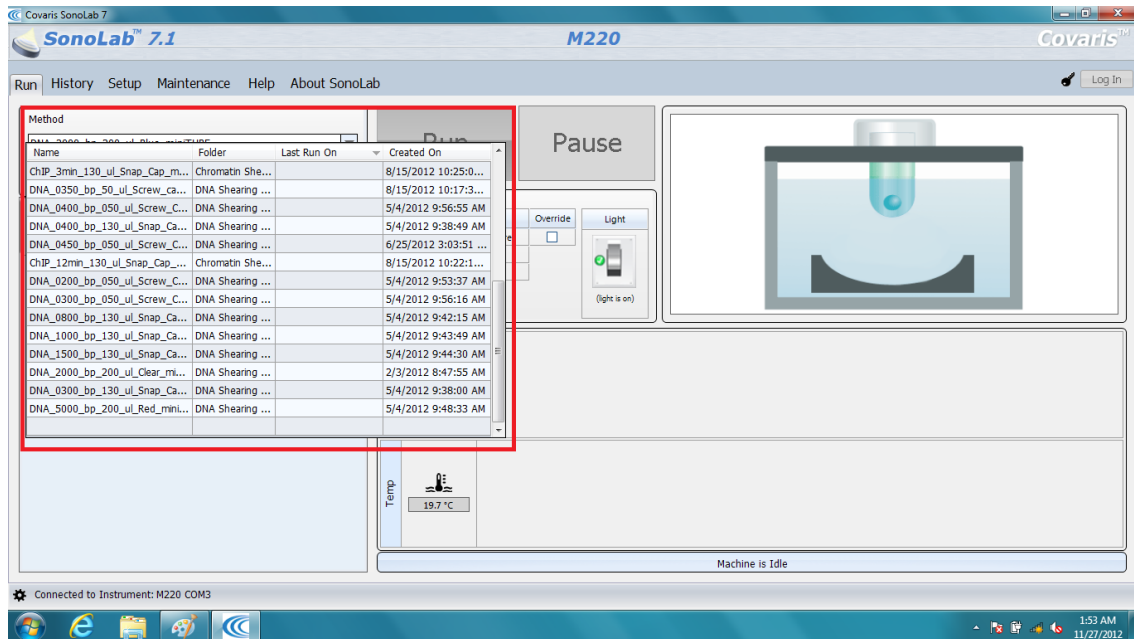 Covaris SonoLab 7
SonoLab™ 7.1
M220
Covaris™
Run History Setup Maintenance Help About SonoLab
Log In
Method
Run
Pause
Name Folder Last Run On Created On
ChIP_3min_130_ul_Snap_Cap_m... Chromatin She... 8/15/2012 10:25:0...
DNA_0350_bp_50_ul_Screw_ca... DNA Shearing ... 8/15/2012 10:17:3...
DNA_0400_bp_050_ul_Screw_C... DNA Shearing ... 5/4/2012 9:56:55 AM
DNA_0400_bp_130_ul_Snap_Ca... DNA Shearing ... 5/4/2012 9:38:49 AM
DNA_0450_bp_050_ul_Screw_C... DNA Shearing ... 6/25/2012 3:03:51 ...
ChIP_12min_130_ul_Snap_Cap_... Chromatin She... 8/15/2012 10:22:1...
DNA_0200_bp_050_ul_Screw_C... DNA Shearing ... 5/4/2012 9:53:37 AM
DNA_0300_bp_050_ul_Screw_C... DNA Shearing ... 5/4/2012 9:56:16 AM
DNA_0800_bp_130_ul_Snap_Ca... DNA Shearing ... 5/4/2012 9:42:15 AM
DNA_1000_bp_130_ul_Snap_Ca... DNA Shearing ... 5/4/2012 9:43:49 AM
DNA_1500_bp_130_ul_Snap_Ca... DNA Shearing ... 5/4/2012 9:44:30 AM
DNA_2000_bp_200_ul_Clear_mi... DNA Shearing ... 2/3/2012 8:47:55 AM
DNA_0300_bp_130_ul_Snap_Ca... DNA Shearing ... 5/4/2012 9:38:00 AM
DNA_5000_bp_200_ul_Red_mini... DNA Shearing ... 5/4/2012 9:48:33 AM
Override
Light
(light is on)
Temp
19.7 °C
Machine is Idle
Connected to Instrument: M220 COM3
1:53 AM
11/27/2012